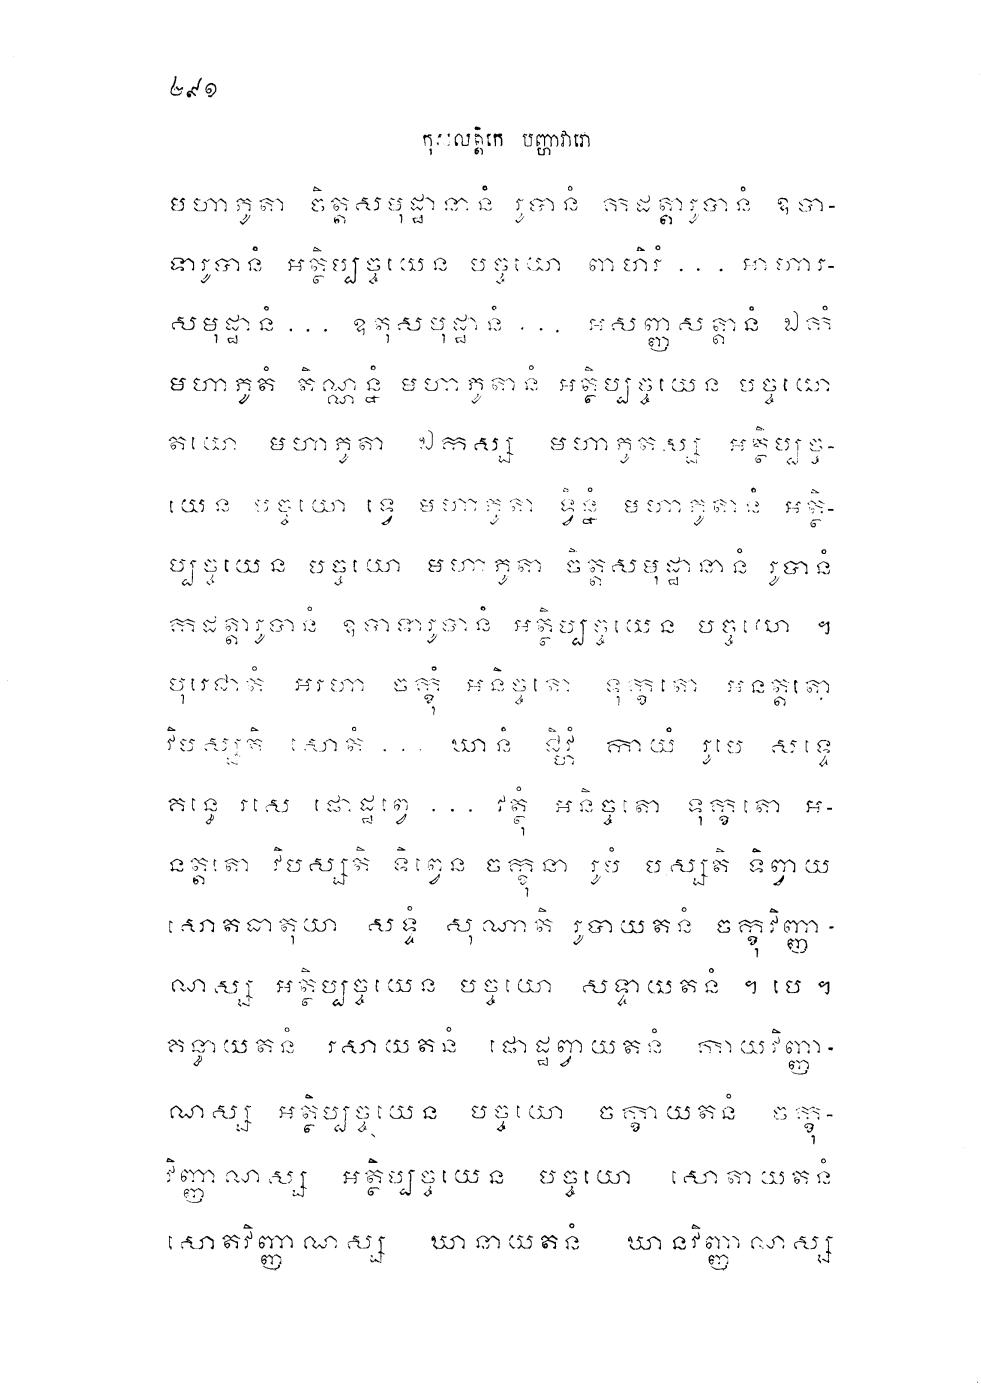 ២៩១
កុសលត្តិកេ បញ្ហាវារោ
មហាភូតា ចិត្តសមុដ្ឋានានំ រូបានំ កដត្តារូបានំ ឧបា-
ទារូបានំ អត្ថិប្បច្ចយេន បច្ចយោ ពាហិរំ ... អាហារ-
សមុដ្ឋានំ ... ឧតុសមុដ្ឋានំ ... អសញ្ញសត្តានំ ឯកំ
មហាភូតំ តិណ្ណន្នំ មហាភូតានំ អត្ថិប្បច្ចយេន បច្ចយោ
តយោ មហាភូតា ឯកស្ស មហាភូតស្ស អត្ថិប្បច្ច-
យេន បច្ចយោ ទ្វេ មហាភូតា ទ្វិន្នំ មហាភូតានំ អត្ថិ-
ប្បច្ចយេន បច្ចយោ មហាភូតា ចិត្តសមុដ្ឋានានំ រូបានំ
កដត្តារូបានំ ឧបាទារូបានំ អត្ថិប្បច្ចយេន បច្ចយោ ។
បុរេជាតំ អរហា ចក្ខុំ អនិច្ចតោ ទុក្ខតោ អនត្តតោ
វិបស្សតិ សោតំ ... ឃានំ ជិវ្ហំ កាយំ រូបេ សទ្ទេ
គន្ធេ រសេ ផោដ្ឋព្វេ ... វត្ថុំ អនិច្ចតោ ទុក្ខតោ អ-
នត្តតោ វិបស្សតិ ទិព្វេន ចក្ខុនា រូបំ បស្សតិ ទិព្វាយ
សោតធាតុយា សទ្ទំ សុណាតិ រូបាយតនំ ចក្ខុវិញ្ញា-
ណស្ស អត្ថិប្បច្ចយេន បច្ចយោ សទ្ទាយតនំ ។ បេ ។
គន្ធាយតនំ រសាយតនំ ផោដ្ឋព្វាយតនំ កាយវិញ្ញា-
ណស្ស អត្ថិប្បច្ចយេន បច្ចយោ ចក្ខាយតនំ ចក្ខុ-
វិញ្ញាណស្ស អត្ថិប្បច្ចយេន បច្ចយោ សោតាយតនំ
សោតវិញ្ញាណស្ស ឃានាយតនំ ឃានវិញ្ញាណស្ស